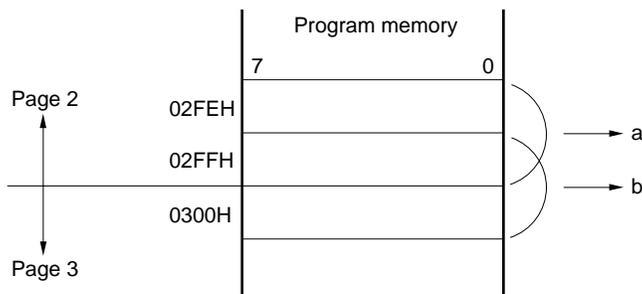 Program memory
7 0
Page 2
02FEH
a
02FFH
b
0300H
Page 3